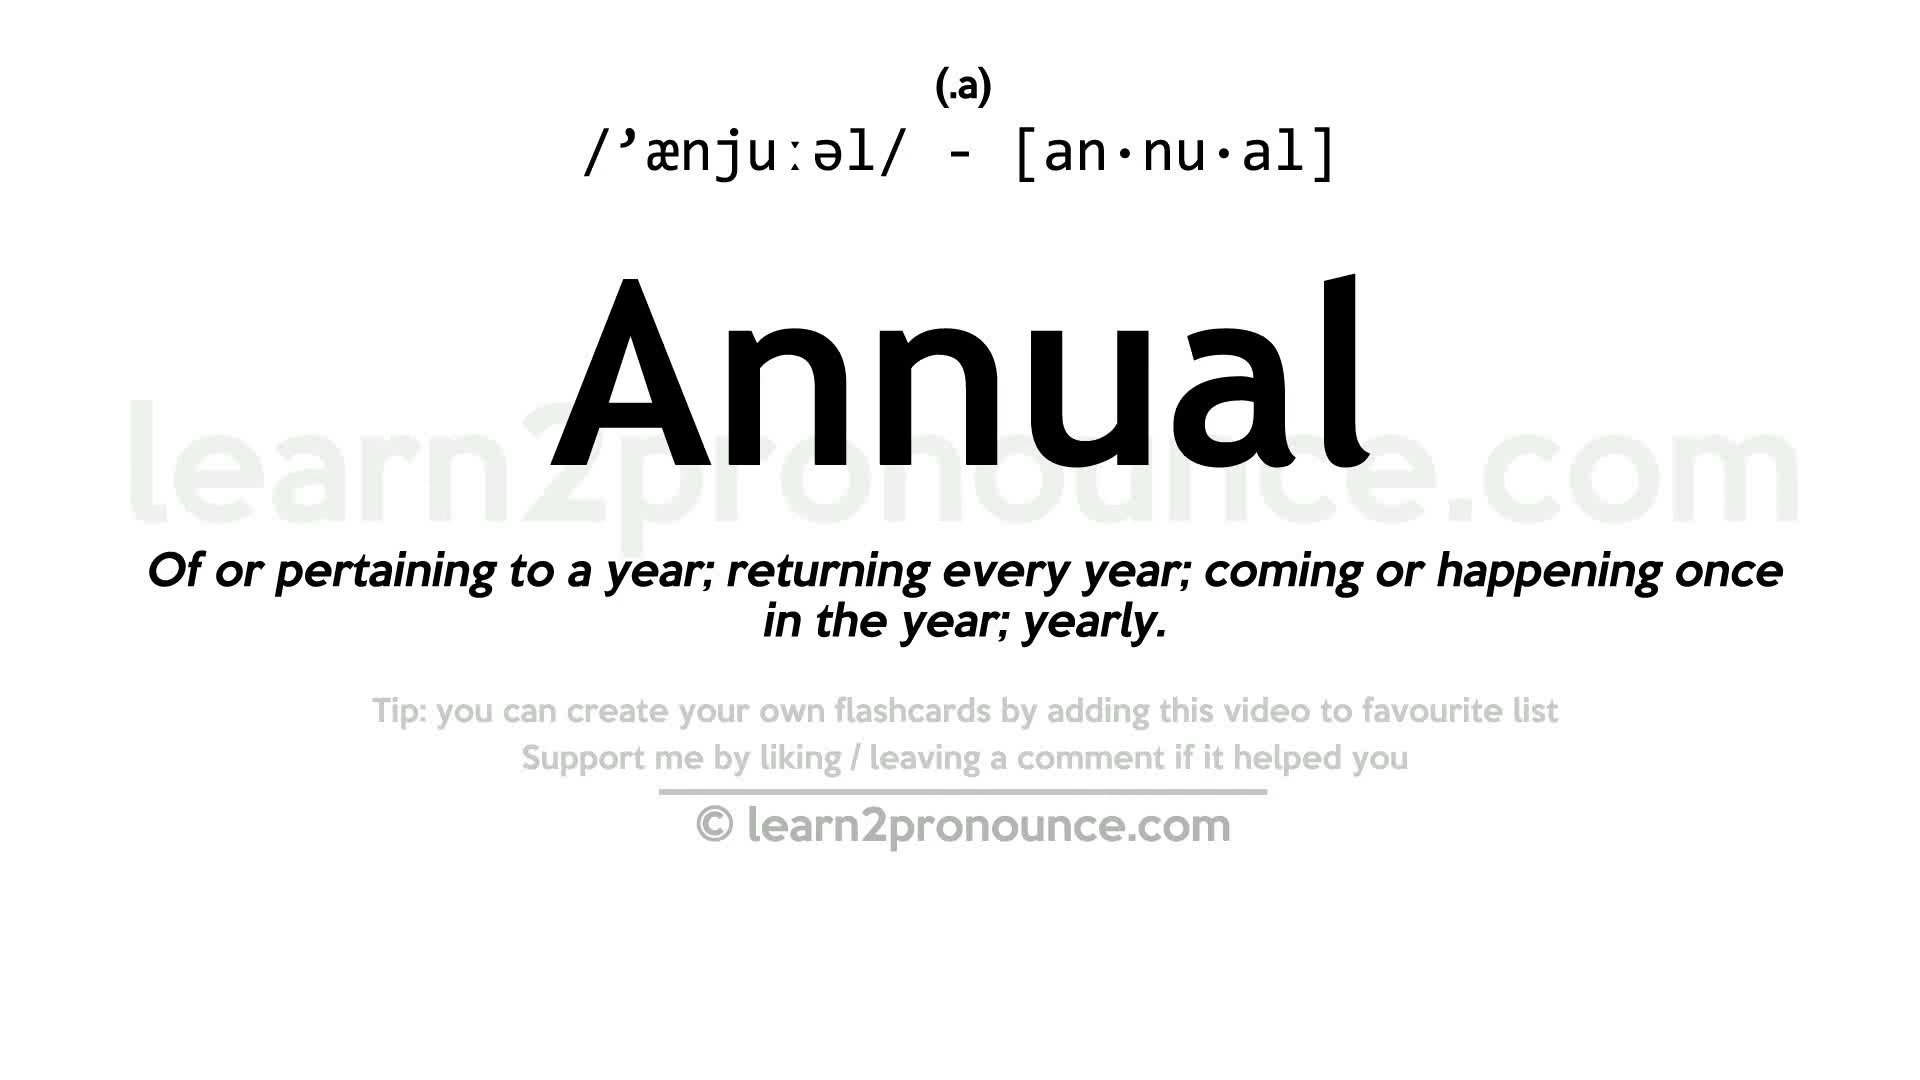 (.a)
/’ænjuːəl/ - [an·nu·al]
Annual
learn2pronounce.com
Of or pertaining to a year; returning every year; coming or happening once
in the year; yearly.
Tip: you can create your own flashcards by adding this video to favourite list
Support me by liking / leaving a comment if it helped you
© learn2pronounce.com